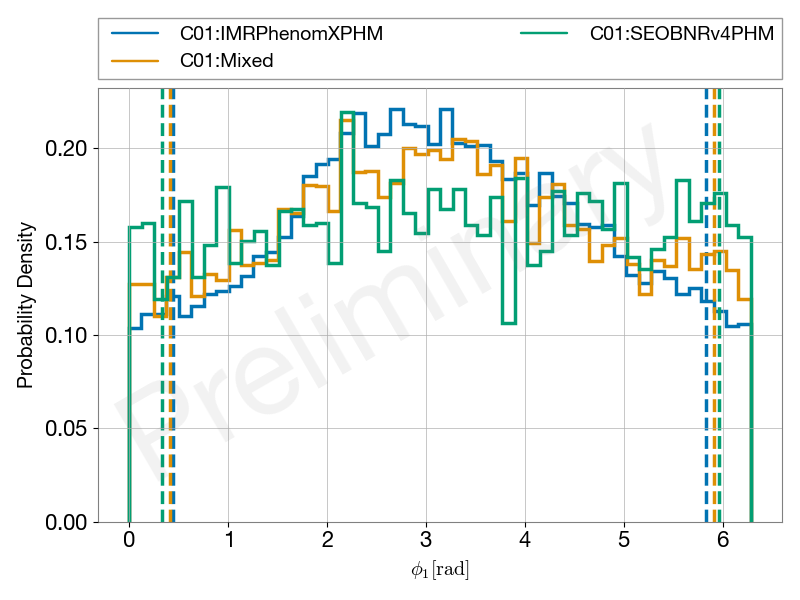 C01:IMRPhenomXPHM
C01:Mixed
C01:SEOBNRv4PHM
Probability Density
0.20
0.15
0.10
0.05
0.00
0 1 2 3 4 5 6
ϕ₁[rad]
Preliminary